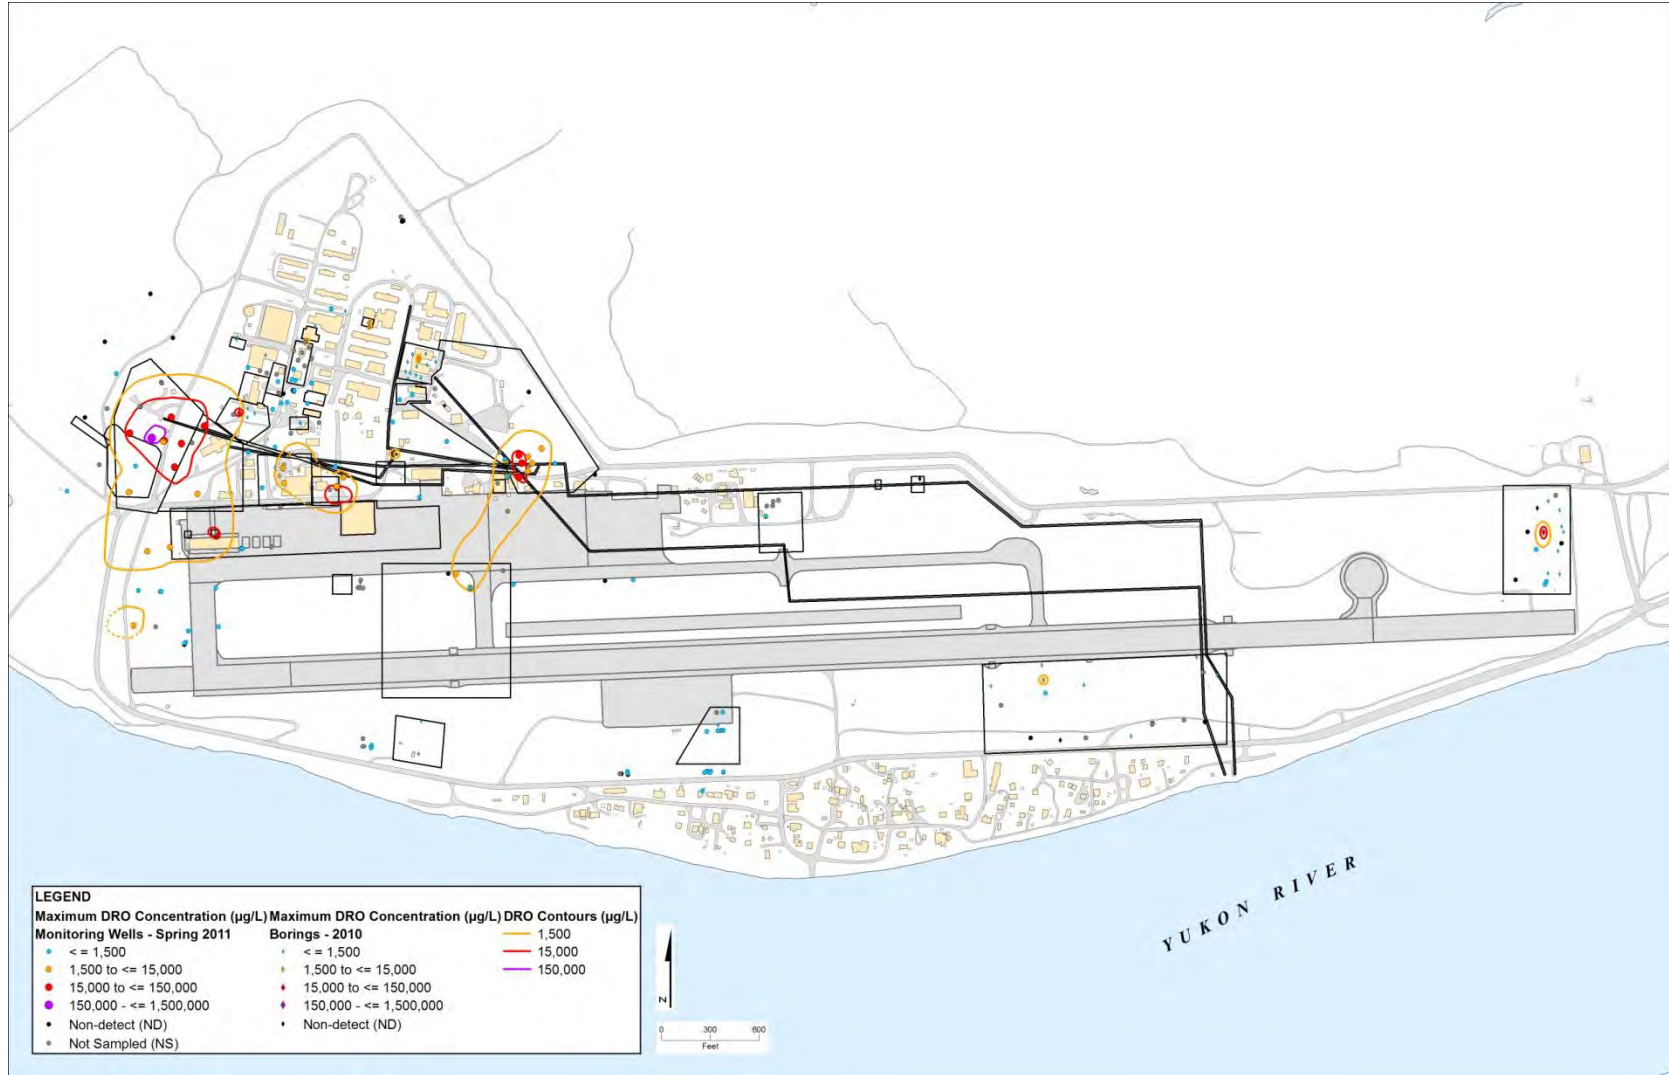 YUKON RIVER
LEGEND
Maximum DRO Concentration (µg/L) Maximum DRO Concentration (µg/L) DRO Contours (µg/L)
Monitoring Wells - Spring 2011 Borings - 2010 1,500
< = 1,500 < = 1,500 15,000
1,500 to <= 15,000 1,500 to <= 15,000 150,000
15,000 to <= 150,000 15,000 to <= 150,000
150,000 - <= 1,500,000 150,000 - <= 1,500,000
Non-detect (ND) Non-detect (ND)
Not Sampled (NS)
N
0 300 600
Feet